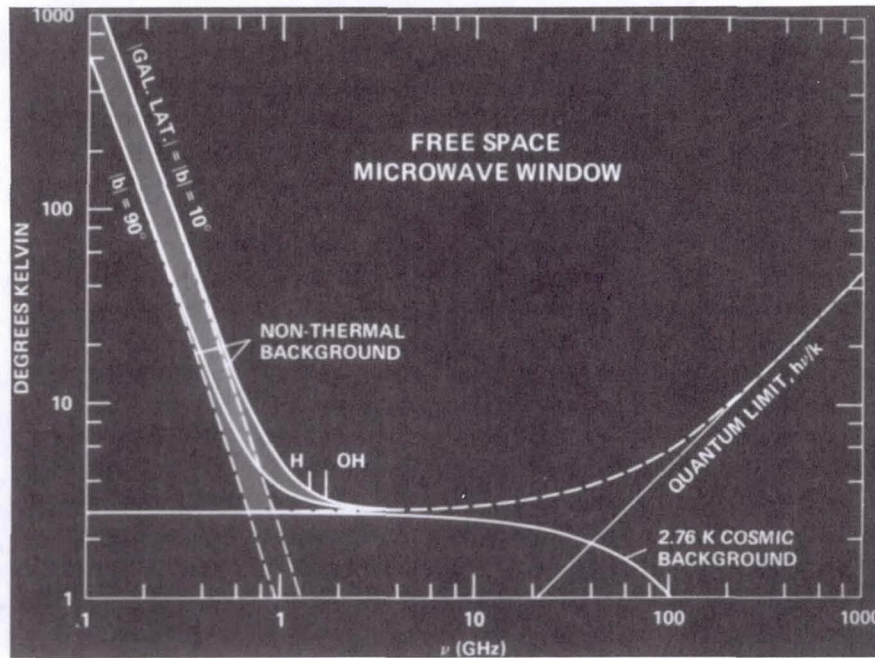 1000
100
10
1
DEGREES KELVIN
FREE SPACE
MICROWAVE WINDOW
|GAL. LAT.| = |b| = 10°
|b| = 90°
NON-THERMAL
BACKGROUND
H OH
QUANTUM LIMIT, hν/k
2.76 K COSMIC
BACKGROUND
.1 1 10 100 1000
ν (GHz)